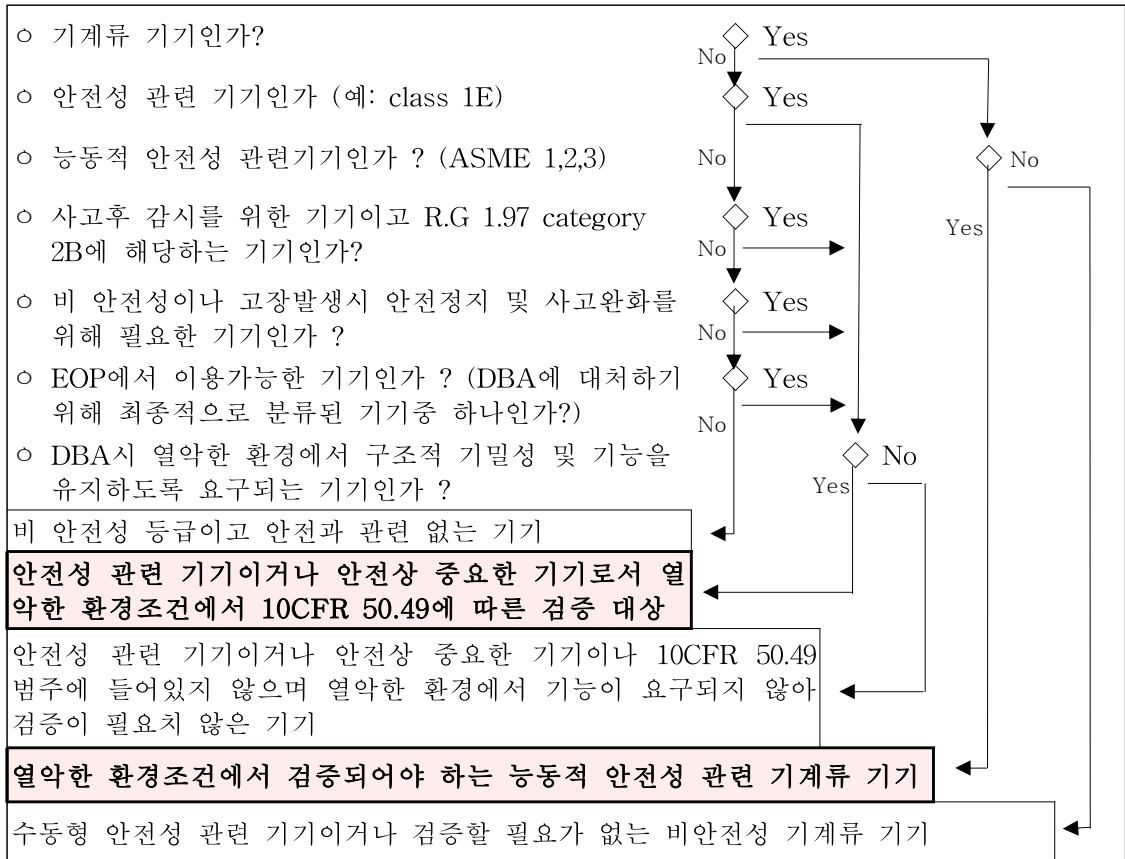 o 기계류 기기인가?
Yes
No
o 안전성 관련 기기인가 (예: class 1E)
Yes
o 능동적 안전성 관련기기인가 ? (ASME 1,2,3)
No
No
o 사고후 감시를 위한 기기이고 R.G 1.97 category
2B에 해당하는 기기인가?
Yes
No
Yes
o 비 안전성이나 고장발생시 안전정지 및 사고완화를
위해 필요한 기기인가 ?
Yes
No
o EOP에서 이용가능한 기기인가 ? (DBA에 대처하기
위해 최종적으로 분류된 기기중 하나인가?)
Yes
No
o DBA시 열악한 환경에서 구조적 기밀성 및 기능을
유지하도록 요구되는 기기인가 ?
No
Yes
비 안전성 등급이고 안전과 관련 없는 기기
안전성 관련 기기이거나 안전상 중요한 기기로서 열
악한 환경조건에서 10CFR 50.49에 따른 검증 대상
안전성 관련 기기이거나 안전상 중요한 기기이나 10CFR 50.49
범주에 들어있지 않으며 열악한 환경에서 기능이 요구되지 않아
검증이 필요치 않은 기기
열악한 환경조건에서 검증되어야 하는 능동적 안전성 관련 기계류 기기
수동형 안전성 관련 기기이거나 검증할 필요가 없는 비안전성 기계류 기기